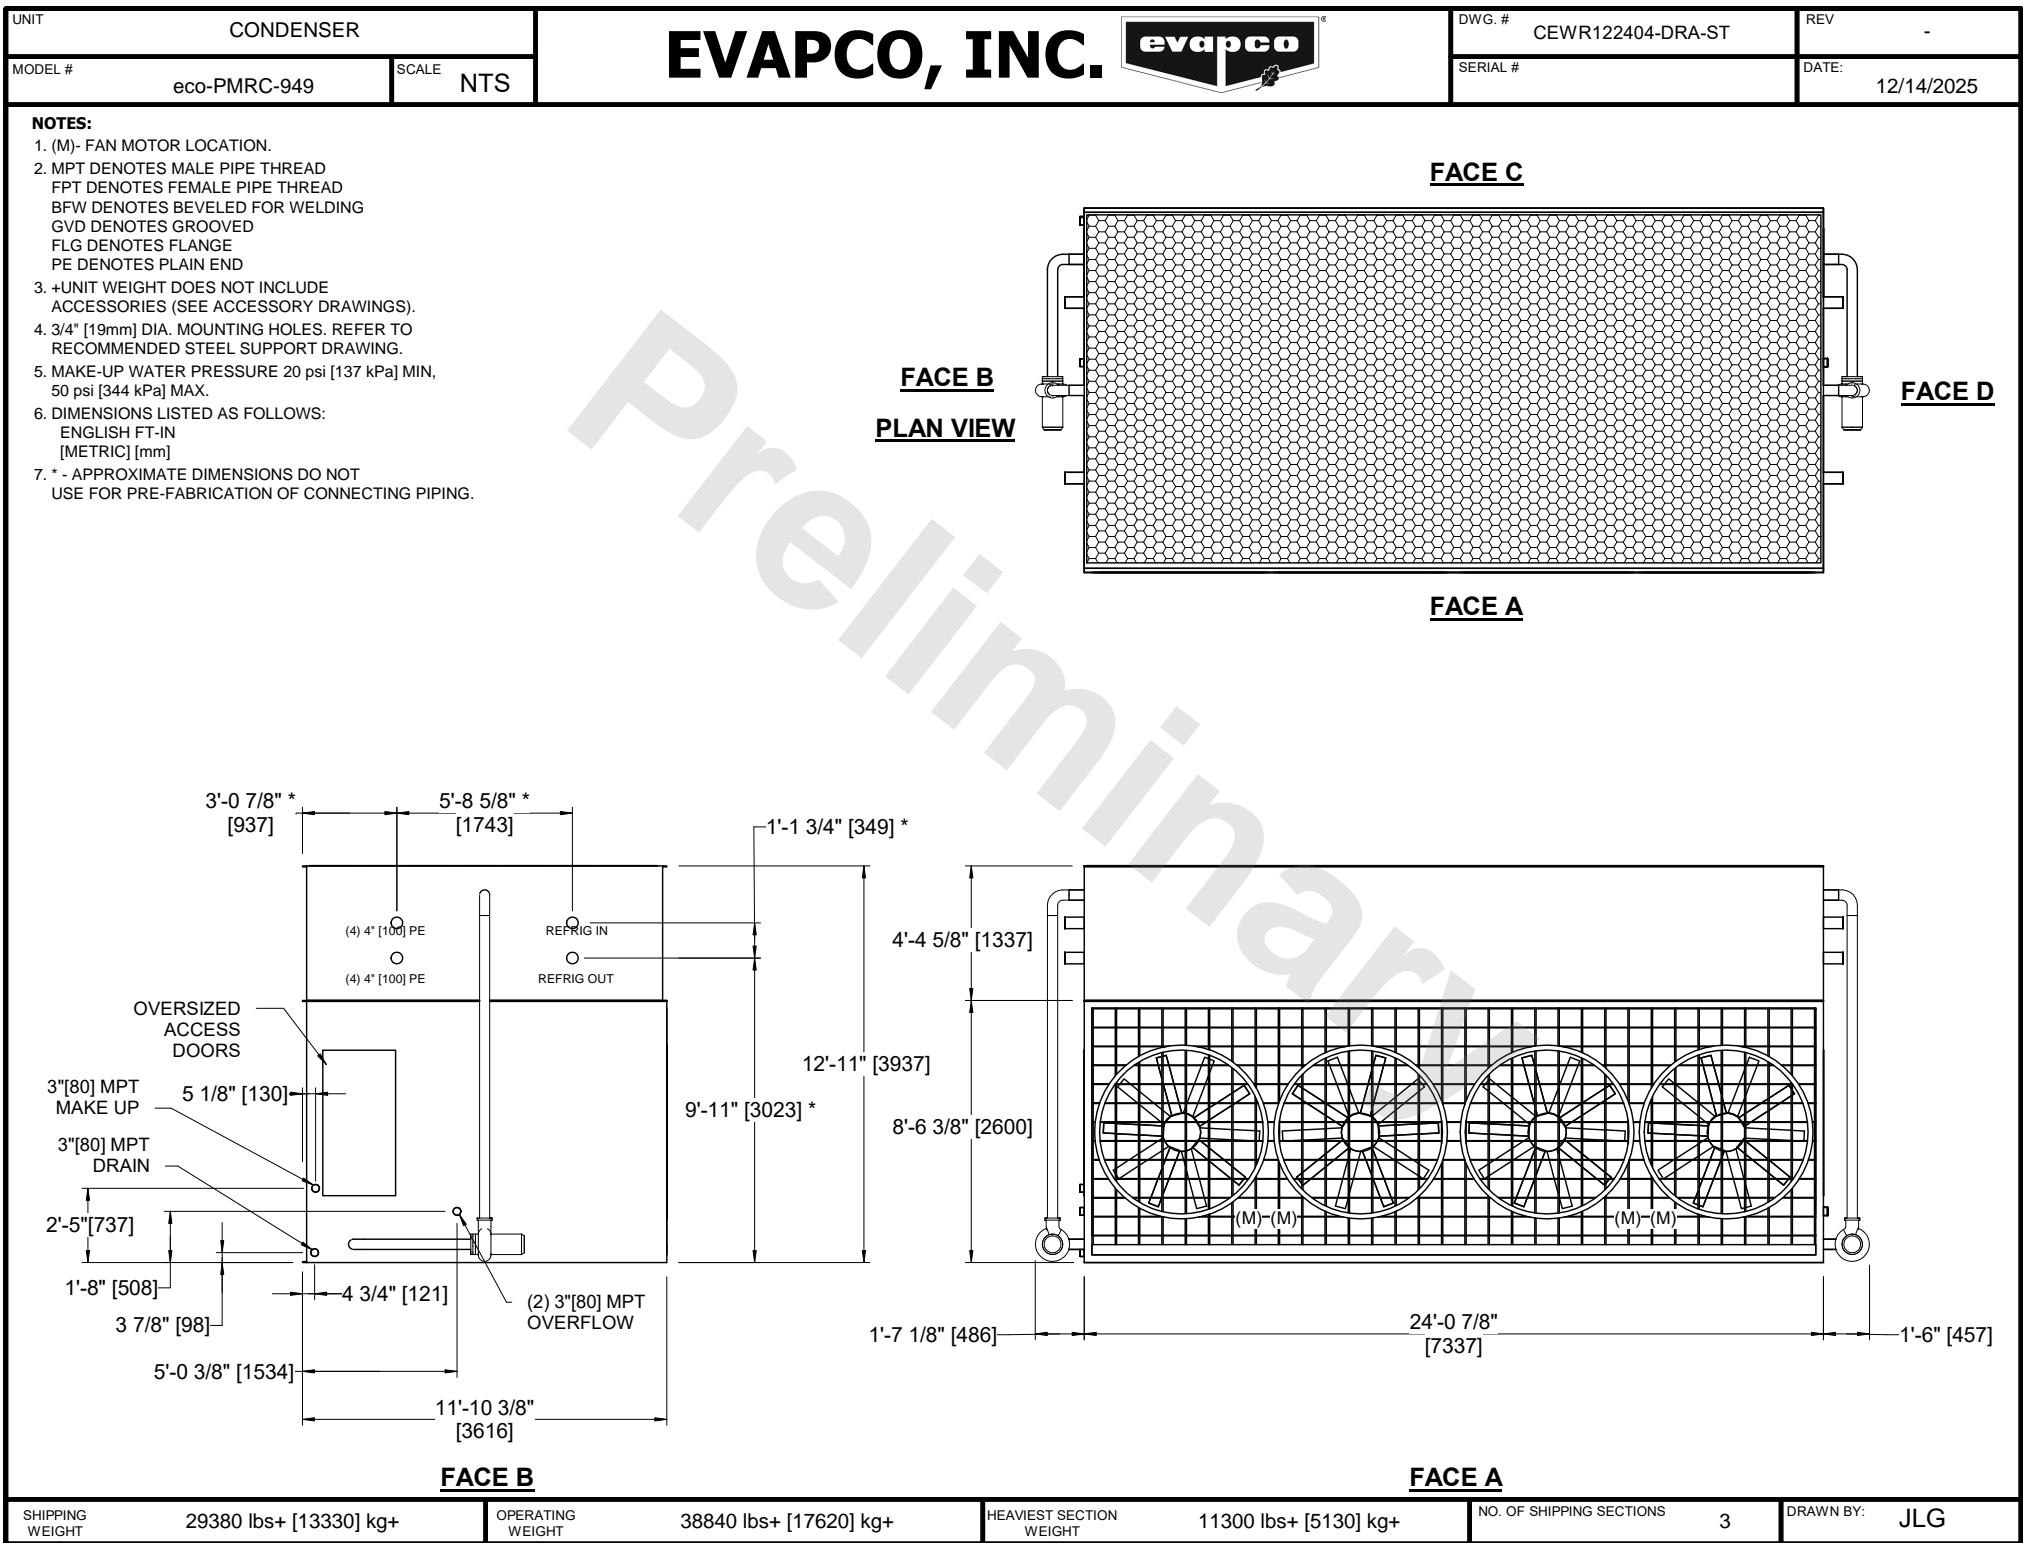 UNIT
CONDENSER
MODEL #
eco-PMRC-949
SCALE
NTS
EVAPCO, INC.
evapco
®
DWG. #
CEWR122404-DRA-ST
REV
-
SERIAL #
DATE:
12/14/2025
NOTES:
1. (M)- FAN MOTOR LOCATION.
2. MPT DENOTES MALE PIPE THREAD
FPT DENOTES FEMALE PIPE THREAD
BFW DENOTES BEVELED FOR WELDING
GVD DENOTES GROOVED
FLG DENOTES FLANGE
PE DENOTES PLAIN END
3. +UNIT WEIGHT DOES NOT INCLUDE
ACCESSORIES (SEE ACCESSORY DRAWINGS).
4. 3/4" [19mm] DIA. MOUNTING HOLES. REFER TO
RECOMMENDED STEEL SUPPORT DRAWING.
5. MAKE-UP WATER PRESSURE 20 psi [137 kPa] MIN,
50 psi [344 kPa] MAX.
6. DIMENSIONS LISTED AS FOLLOWS:
ENGLISH FT-IN
[METRIC] [mm]
7. * - APPROXIMATE DIMENSIONS DO NOT
USE FOR PRE-FABRICATION OF CONNECTING PIPING.
FACE C
FACE B
PLAN VIEW
FACE D
FACE A
Preliminary
3'-0 7/8" *
[937]
5'-8 5/8" *
[1743]
1'-1 3/4" [349] *
(4) 4" [100] PE
REFRIG IN
(4) 4" [100] PE
REFRIG OUT
OVERSIZED
ACCESS
DOORS
3"[80] MPT
MAKE UP
5 1/8" [130]
3"[80] MPT
DRAIN
2'-5"[737]
1'-8" [508]
3 7/8" [98]
4 3/4" [121]
5'-0 3/8" [1534]
(2) 3"[80] MPT
OVERFLOW
11'-10 3/8"
[3616]
12'-11" [3937]
9'-11" [3023] *
FACE B
4'-4 5/8" [1337]
8'-6 3/8" [2600]
(M) (M)
(M) (M)
1'-7 1/8" [486]
24'-0 7/8"
[7337]
1'-6" [457]
FACE A
SHIPPING
WEIGHT
29380 lbs+ [13330] kg+
OPERATING
WEIGHT
38840 lbs+ [17620] kg+
HEAVIEST SECTION
WEIGHT
11300 lbs+ [5130] kg+
NO. OF SHIPPING SECTIONS
3
DRAWN BY:
JLG